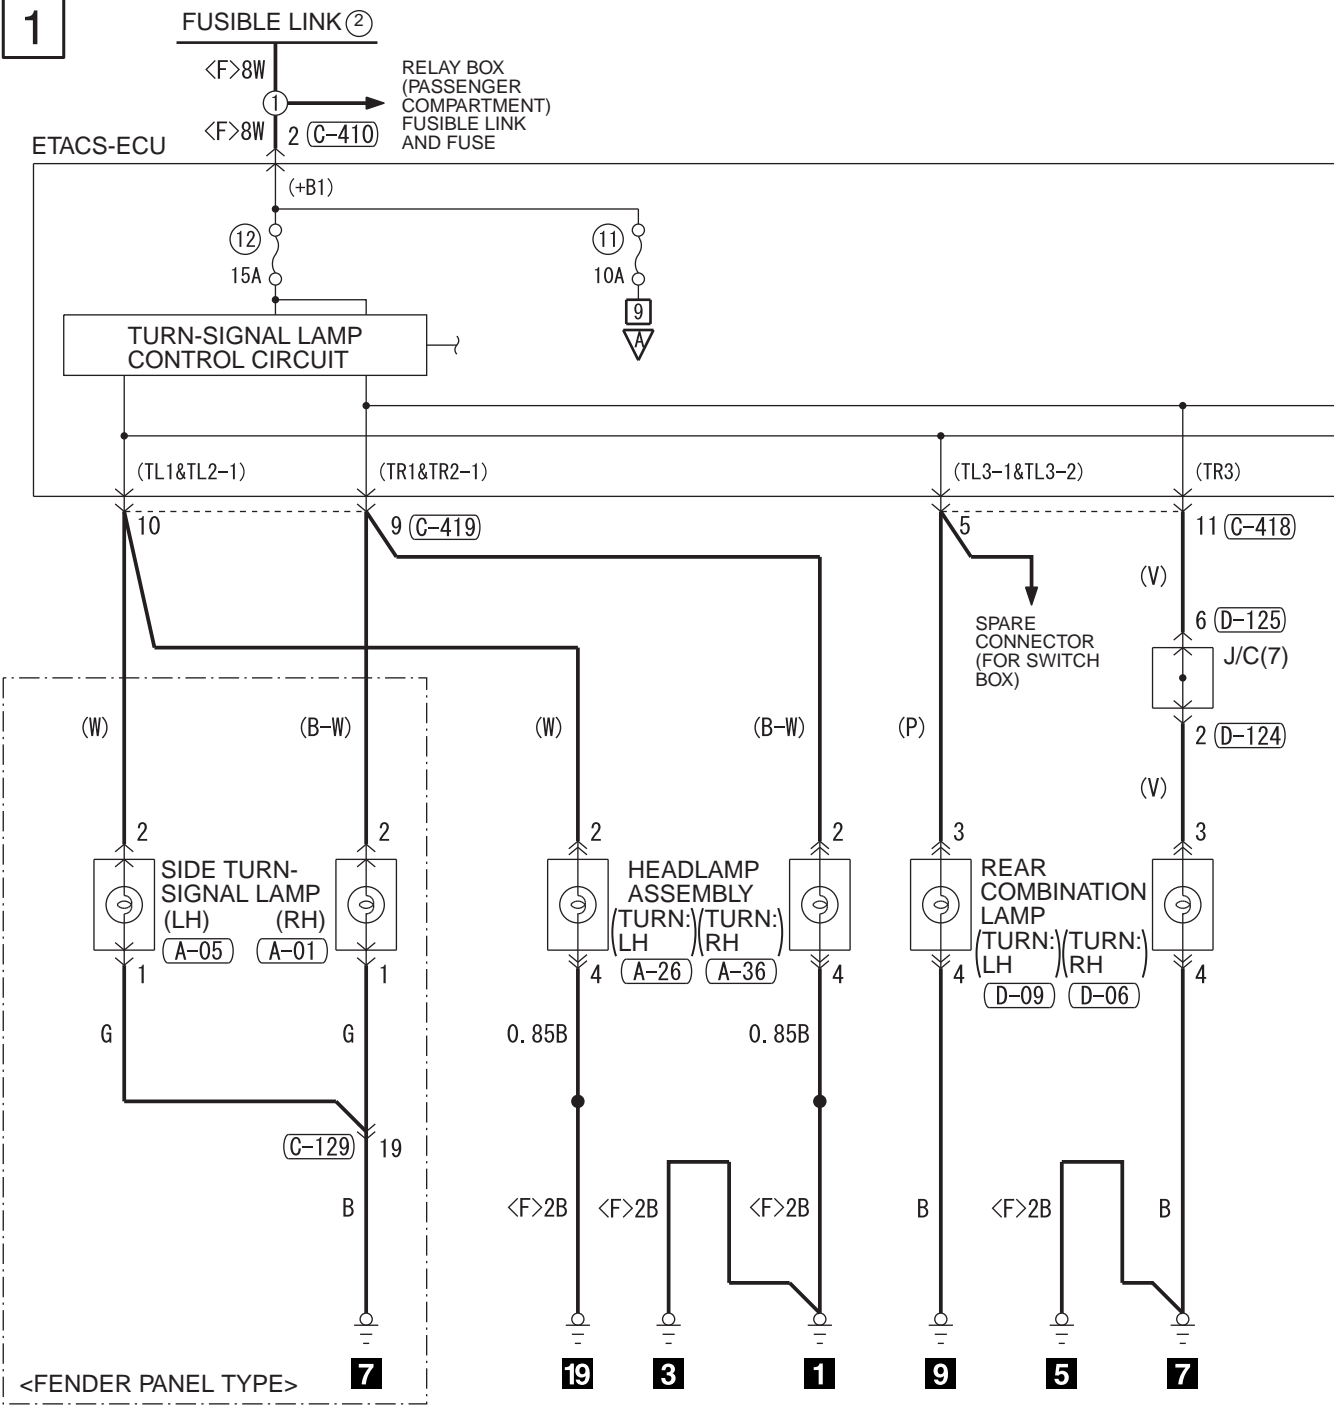 1
FUSIBLE LINK ②
<F>8W
1
RELAY BOX
(PASSENGER
COMPARTMENT)
FUSIBLE LINK
AND FUSE
<F>8W
2 C-410
ETACS-ECU
(+B1)
12
15A
11
10A
9
A
TURN-SIGNAL LAMP
CONTROL CIRCUIT
(TL1&TL2-1)
(TR1&TR2-1)
(TL3-1&TL3-2)
(TR3)
10
9 C-419
5
11 C-418
(V)
SPARE
CONNECTOR
(FOR SWITCH
BOX)
6 D-125
J/C(7)
2 D-124
(W)
(B-W)
(W)
(B-W)
(P)
(V)
2
2
2
2
3
3
SIDE TURN-
SIGNAL LAMP
(LH) (RH)
A-05 A-01
HEADLAMP
ASSEMBLY
(TURN: LH) (TURN: RH)
A-26 A-36
REAR
COMBINATION
LAMP
(TURN: LH) (TURN: RH)
D-09 D-06
1
1
4
4
4
4
G
G
0.85B
0.85B
C-129 19
B
<F>2B
<F>2B
<F>2B
B
<F>2B
B
<FENDER PANEL TYPE>
7
19
3
1
9
5
7